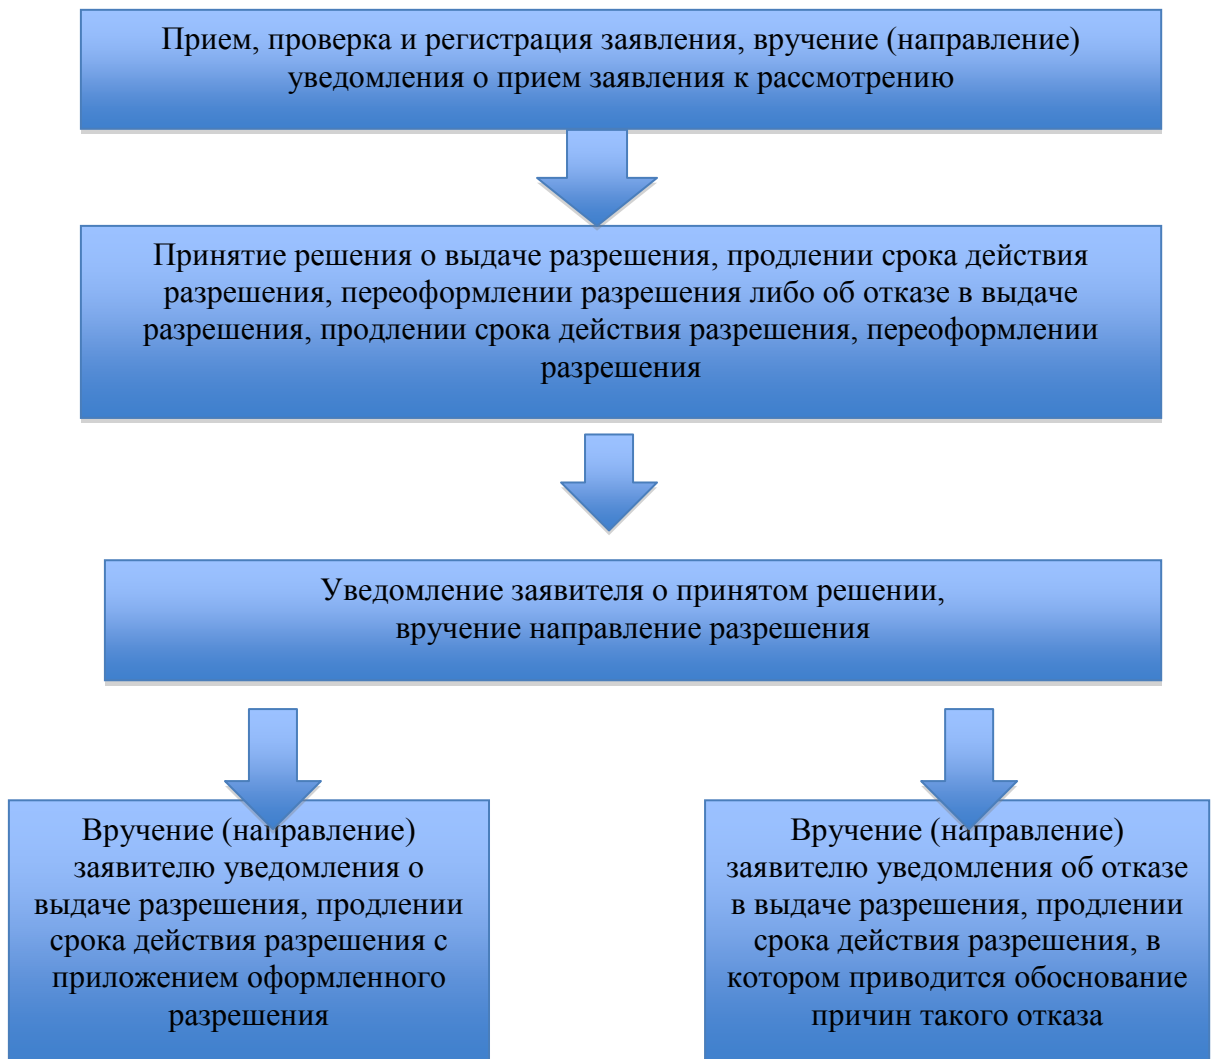 Прием, проверка и регистрация заявления, вручение (направление)
уведомления о прием заявления к рассмотрению
Принятие решения о выдаче разрешения, продлении срока действия
разрешения, переоформлении разрешения либо об отказе в выдаче
разрешения, продлении срока действия разрешения, переоформлении
разрешения
Уведомление заявителя о принятом решении,
вручение направление разрешения
Вручение (направление)
заявителю уведомления о
выдаче разрешения, продлении
срока действия разрешения с
приложением оформленного
разрешения
Вручение (направление)
заявителю уведомления об отказе
в выдаче разрешения, продлении
срока действия разрешения, в
котором приводится обоснование
причин такого отказа